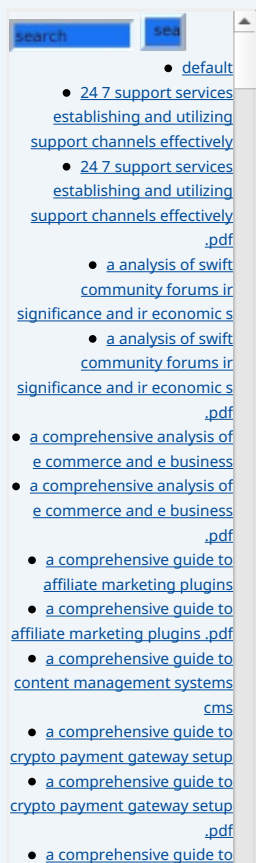 search sea
default
24 7 support services
establishing and utilizing
support channels effectively
24 7 support services
establishing and utilizing
support channels effectively
.pdf
a analysis of swift
community forums ir
significance and ir economic s
a analysis of swift
community forums ir
significance and ir economic s
.pdf
a comprehensive analysis of
e commerce and e business
a comprehensive analysis of
e commerce and e business
.pdf
a comprehensive guide to
affiliate marketing plugins
a comprehensive guide to
affiliate marketing plugins .pdf
a comprehensive guide to
content management systems
cms
a comprehensive guide to
crypto payment gateway setup
a comprehensive guide to
crypto payment gateway setup
.pdf
a comprehensive guide to